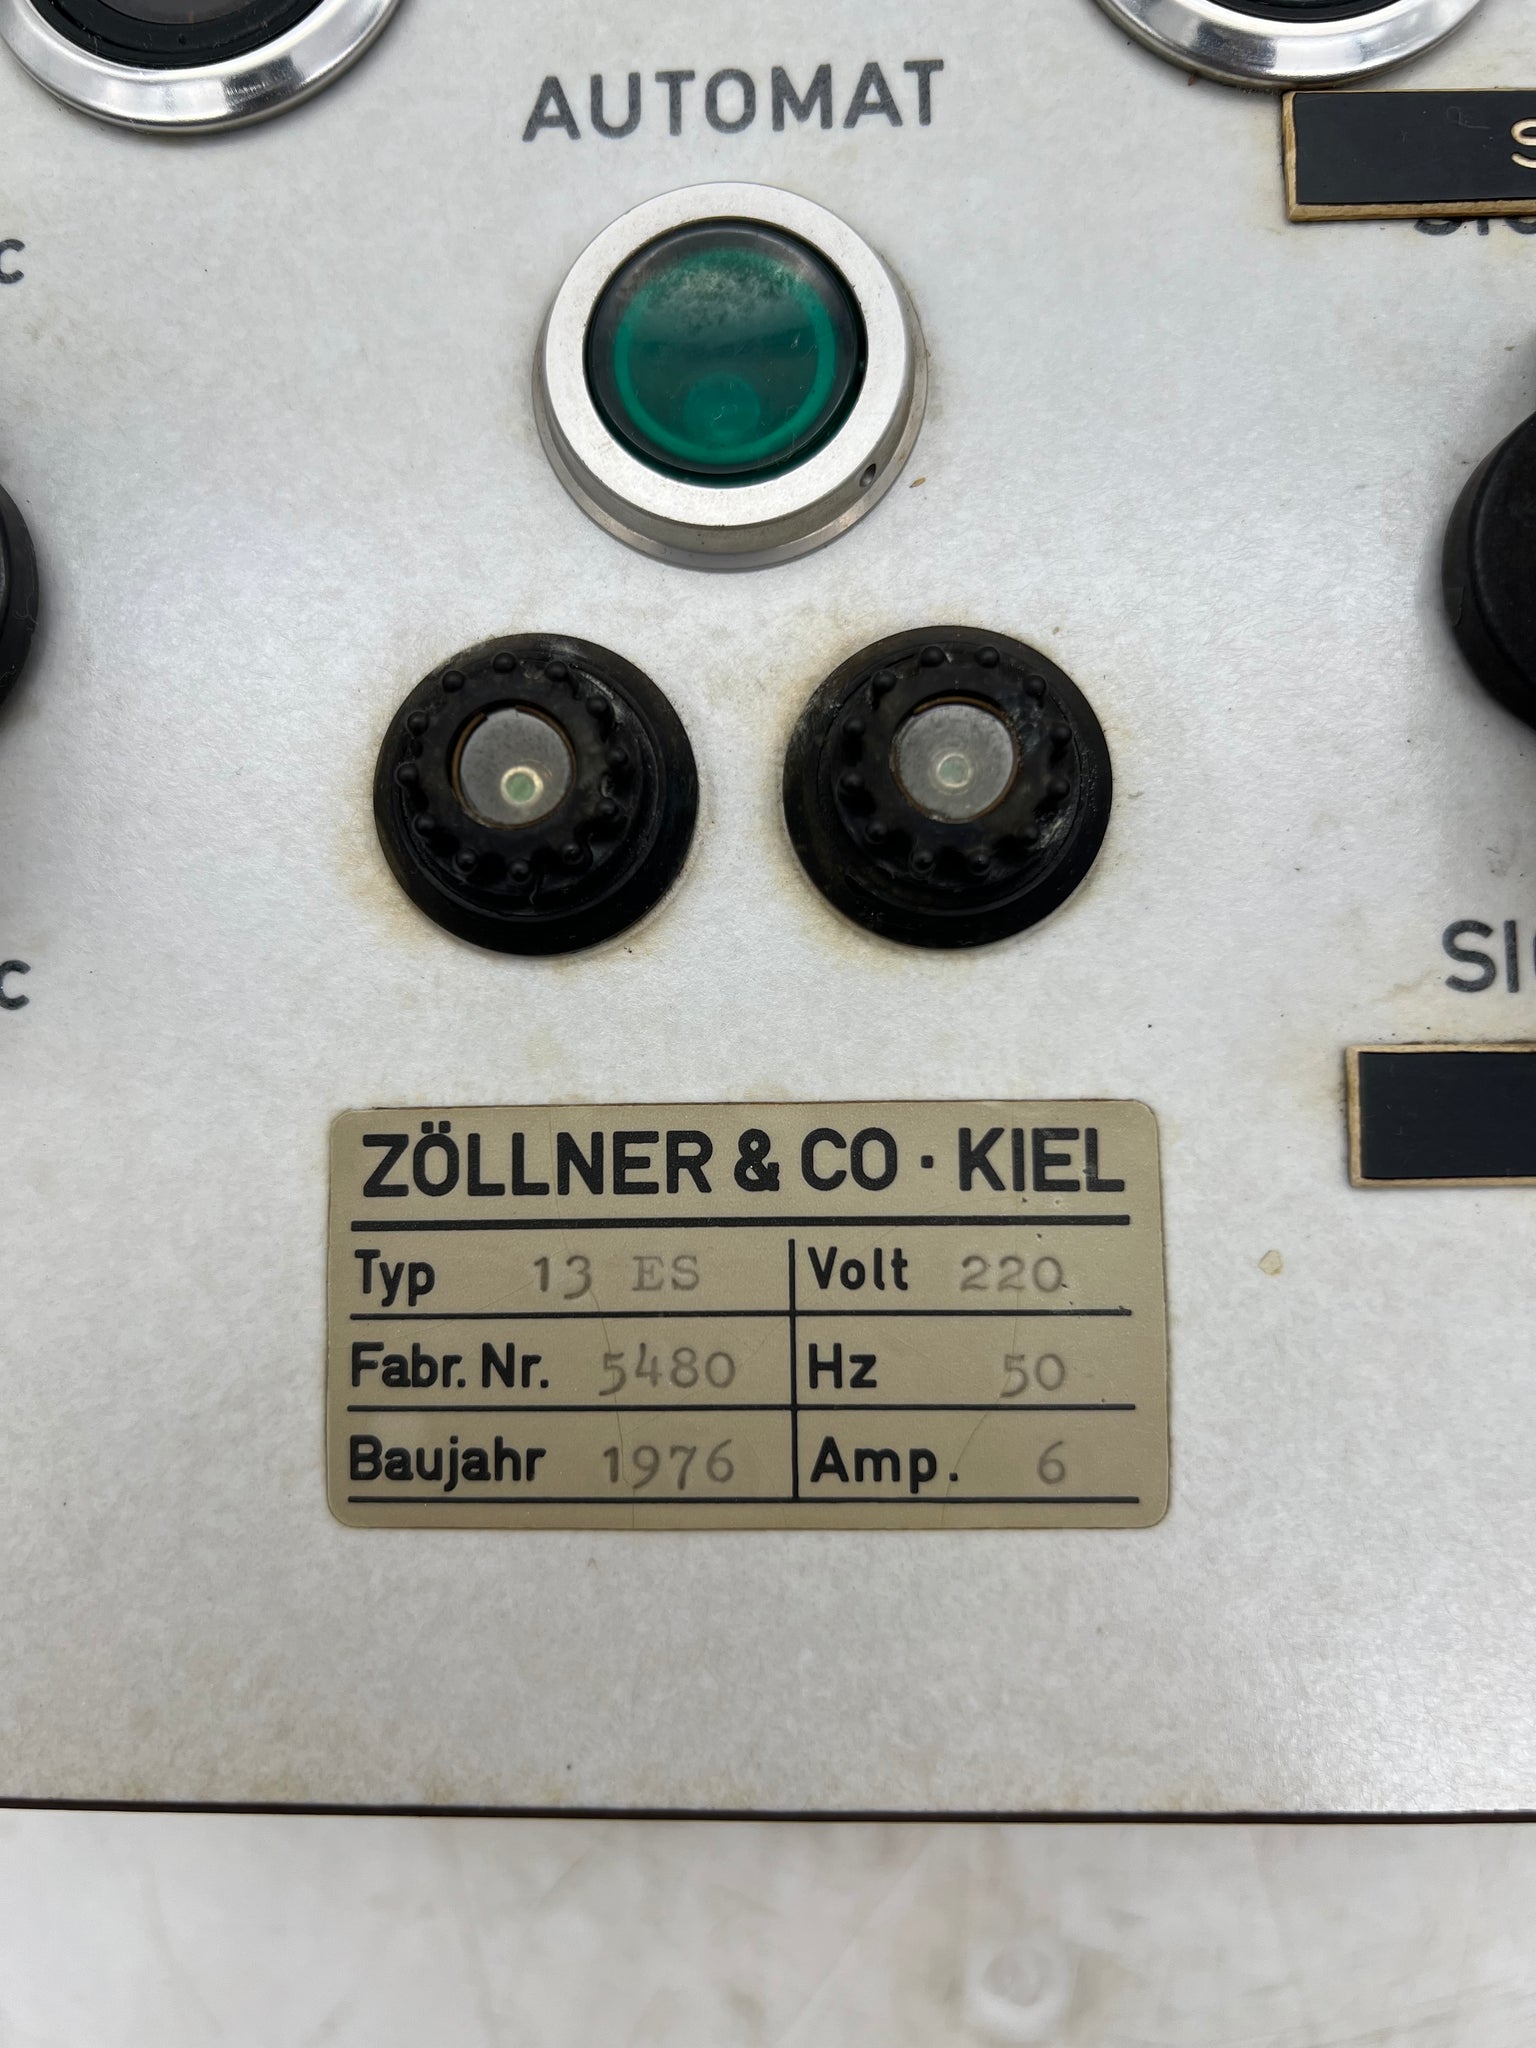 AUTOMAT
ZÖLLNER & CO · KIEL
Typ 13 ES Volt 220
Fabr. Nr. 5480 Hz 50
Baujahr 1976 Amp. 6